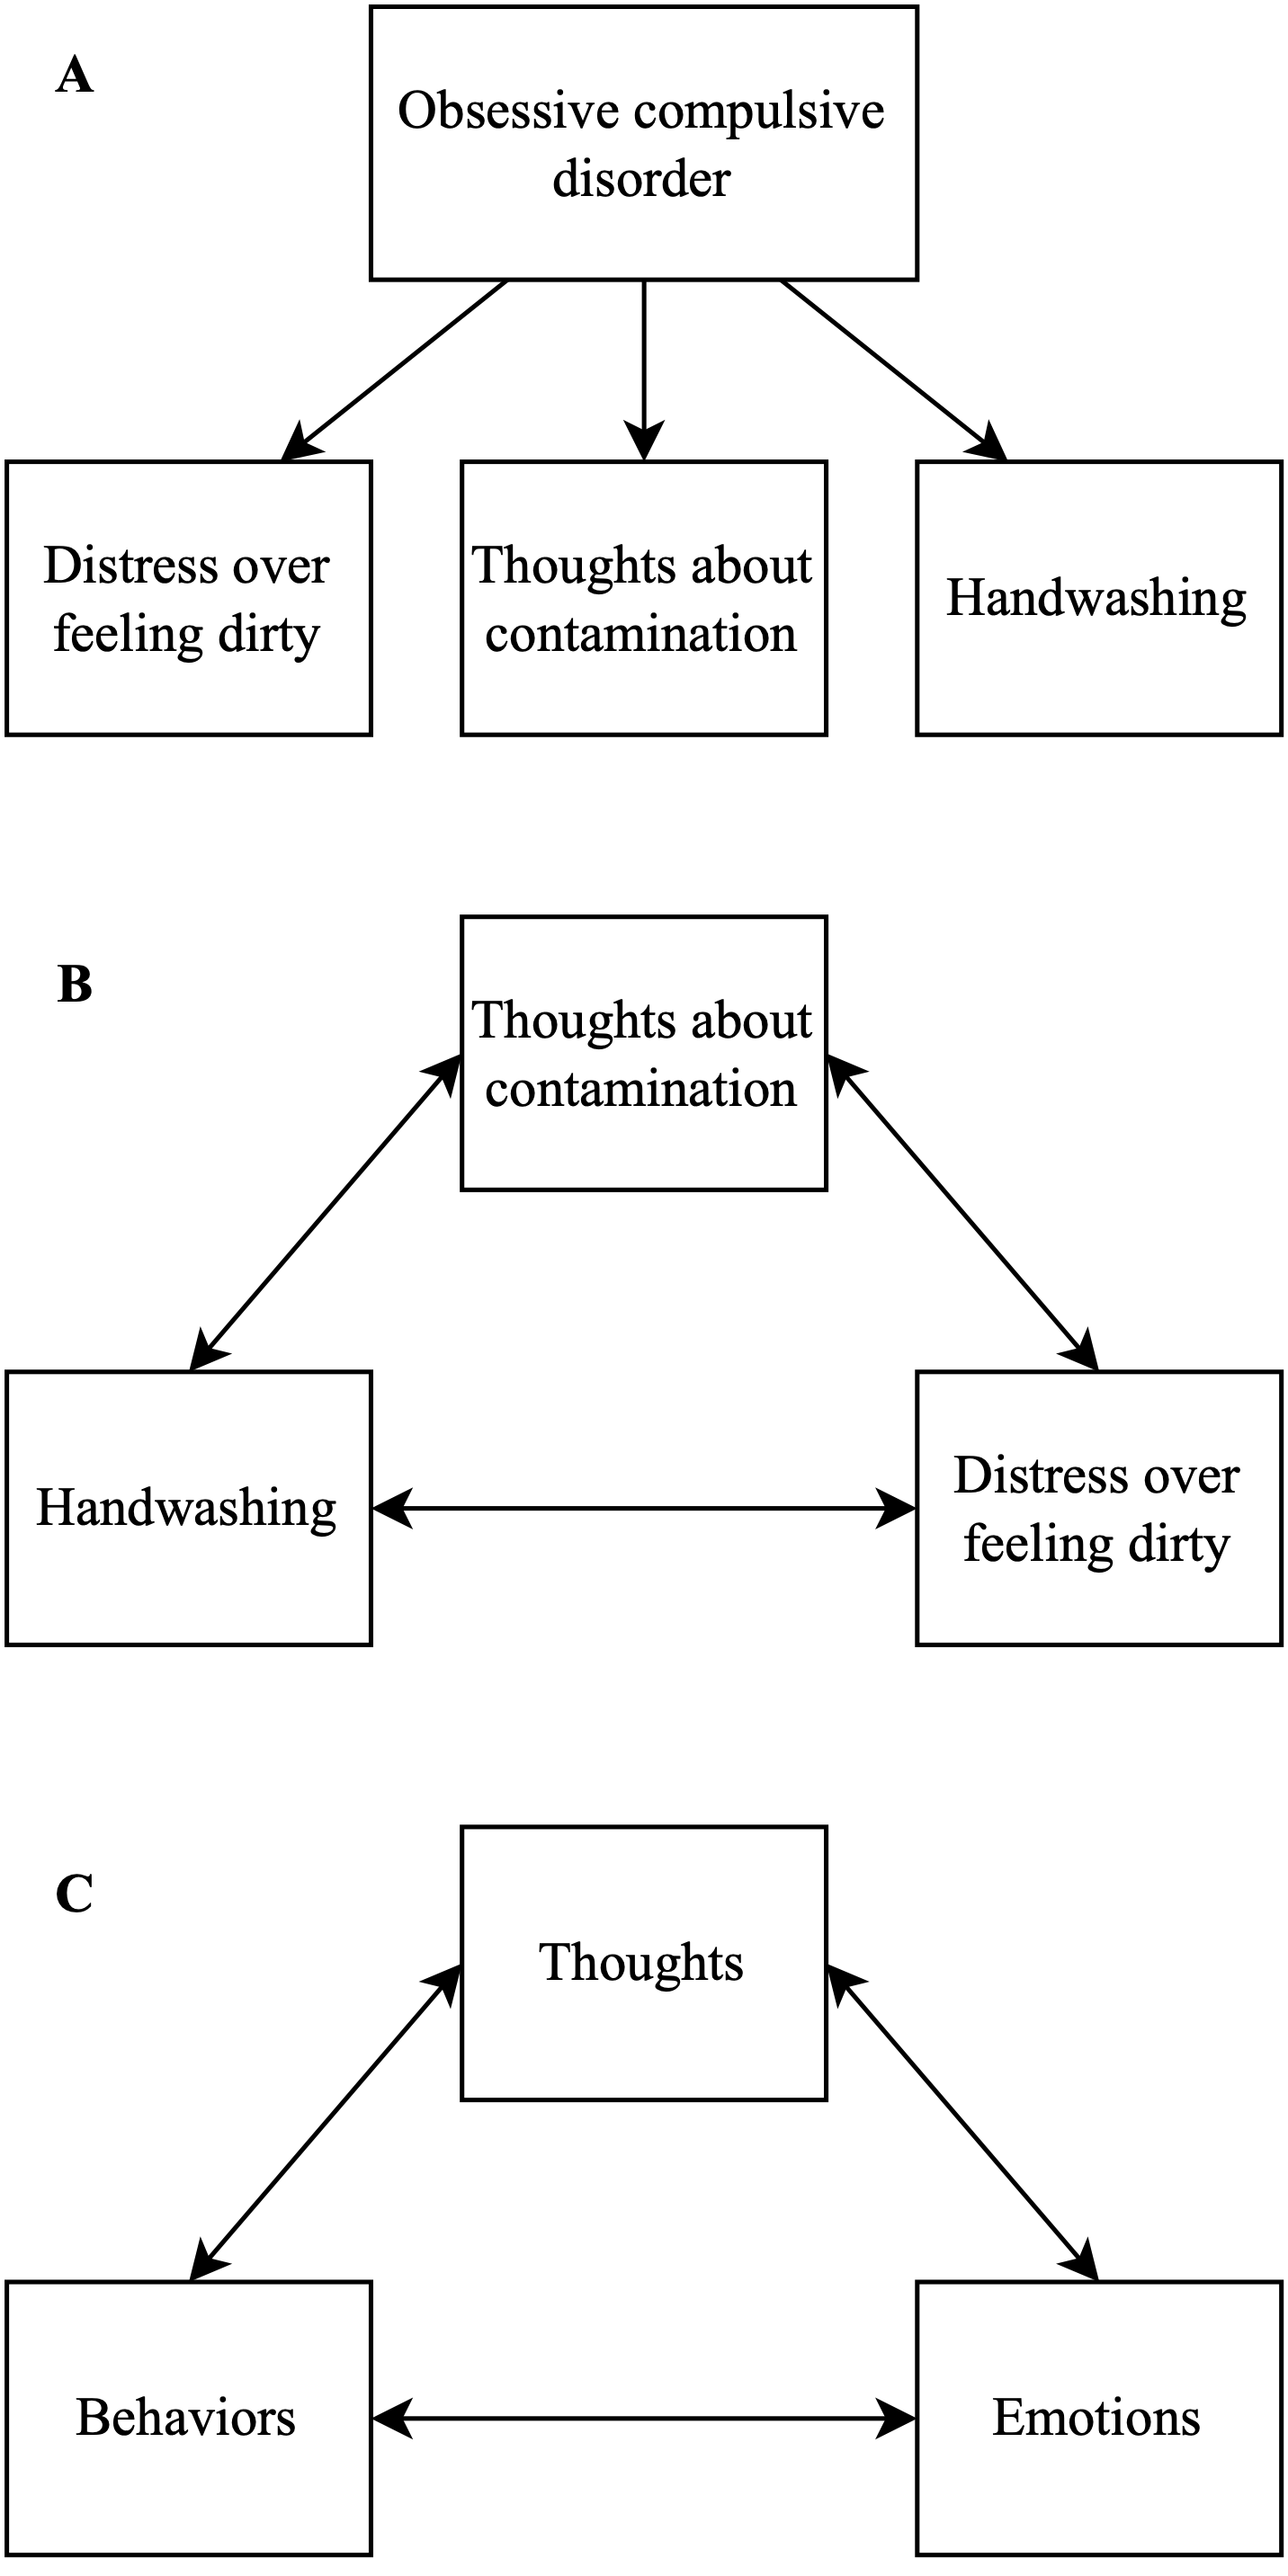 A
Obsessive compulsive
disorder
Distress over
feeling dirty
Thoughts about
contamination
Handwashing
B
Thoughts about
contamination
Handwashing
Distress over
feeling dirty
C
Thoughts
Behaviors
Emotions